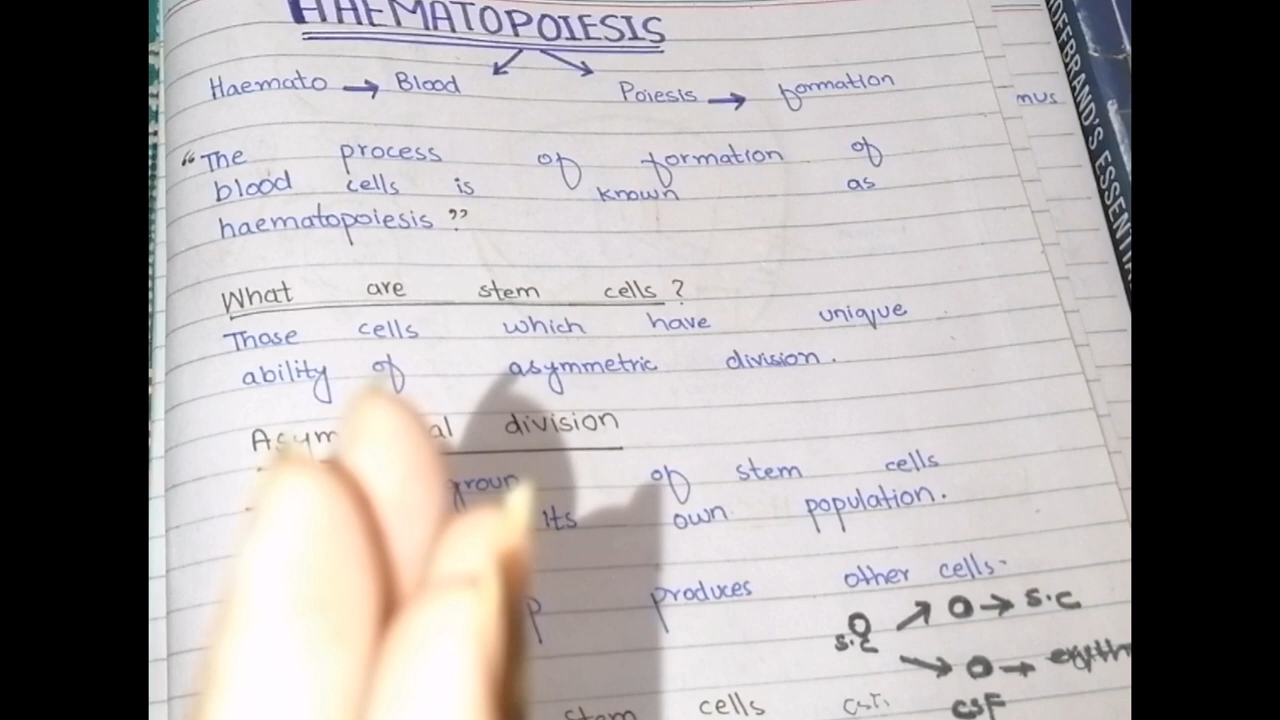 HAEMATOPOIESIS
Haemato → Blood Poiesis → formation
mus
"The process of formation of
blood cells is known as
haematopoiesis"
What are stem cells ?
Those cells which have unique
ability of asymmetric division.
division
of stem cells
its own population.
produces other cells.
→ S.C
S.C
→
stem cells
CSF